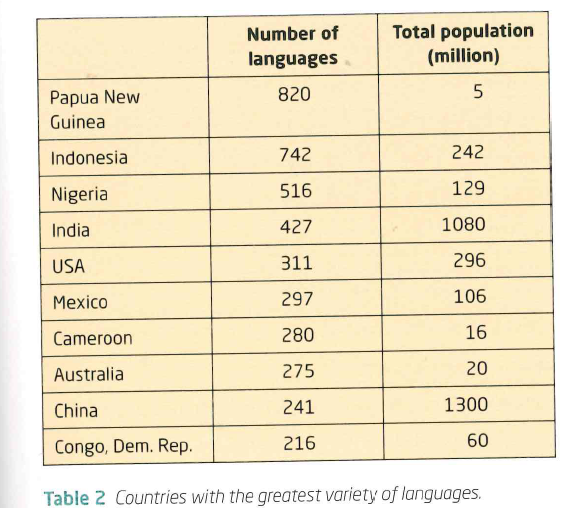 Number of languages Total population (million)
Papua New Guinea 820 5
Indonesia 742 242
Nigeria 516 129
India 427 1080
USA 311 296
Mexico 297 106
Cameroon 280 16
Australia 275 20
China 241 1300
Congo, Dem. Rep. 216 60
Table 2 Countries with the greatest variety of languages.